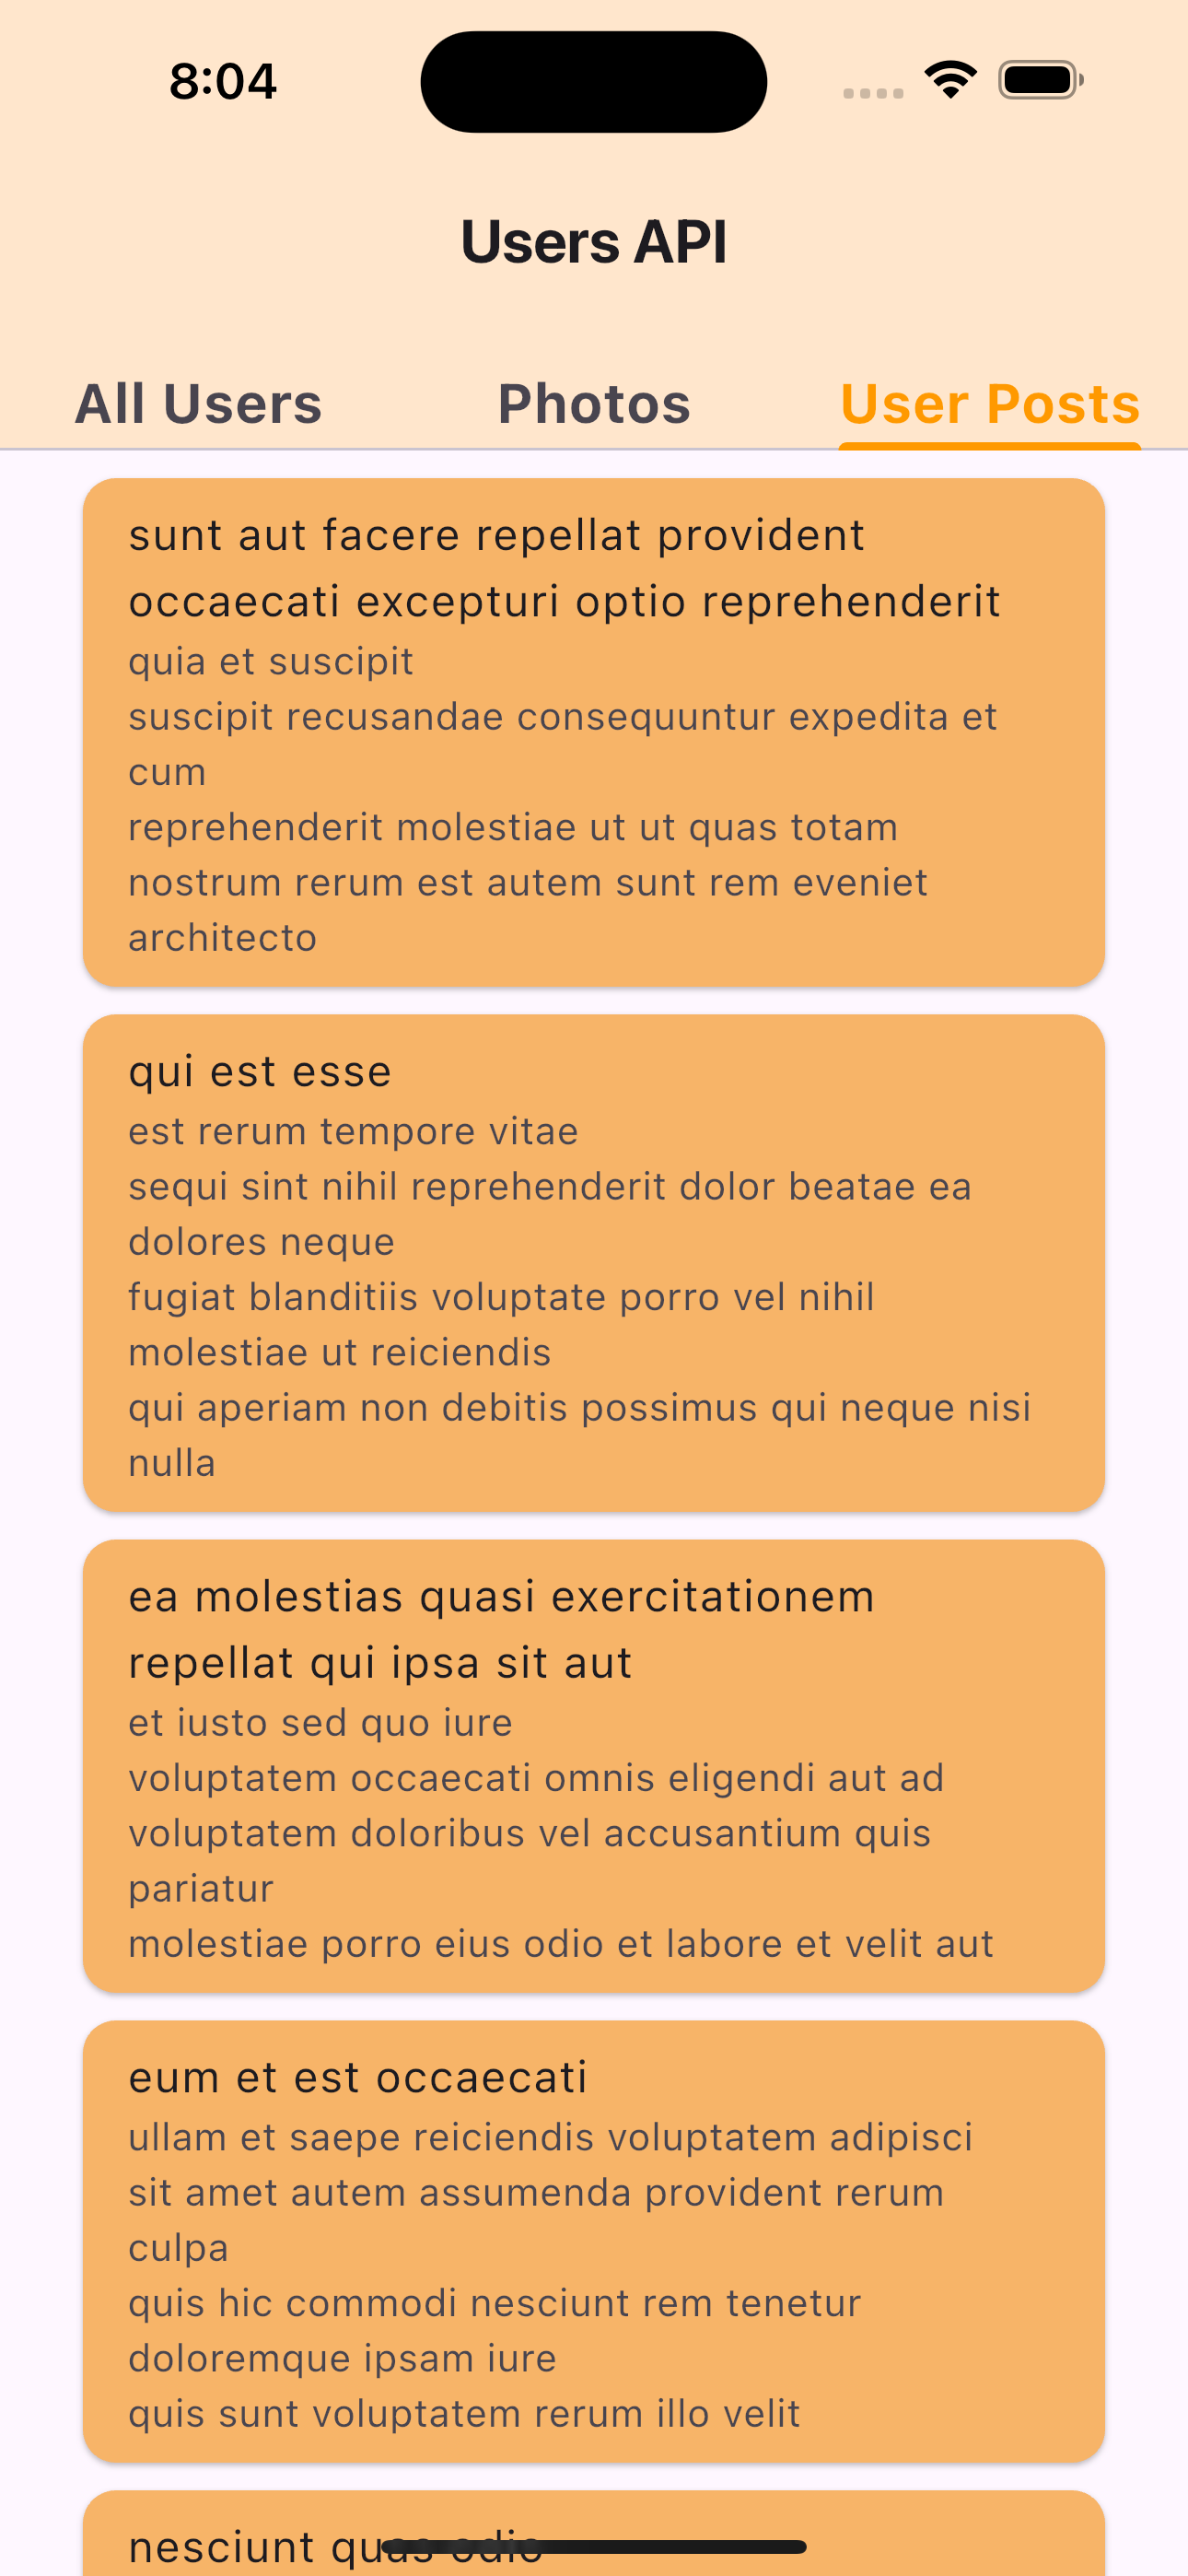 8:04
Users API
All Users
Photos
User Posts
sunt aut facere repellat provident
occaecati excepturi optio reprehenderit
quia et suscipit
suscipit recusandae consequuntur expedita et
cum
reprehenderit molestiae ut ut quas totam
nostrum rerum est autem sunt rem eveniet
architecto
qui est esse
est rerum tempore vitae
sequi sint nihil reprehenderit dolor beatae ea
dolores neque
fugiat blanditiis voluptate porro vel nihil
molestiae ut reiciendis
qui aperiam non debitis possimus qui neque nisi
nulla
ea molestias quasi exercitationem
repellat qui ipsa sit aut
et iusto sed quo iure
voluptatem occaecati omnis eligendi aut ad
voluptatem doloribus vel accusantium quis
pariatur
molestiae porro eius odio et labore et velit aut
eum et est occaecati
ullam et saepe reiciendis voluptatem adipisci
sit amet autem assumenda provident rerum
culpa
quis hic commodi nesciunt rem tenetur
doloremque ipsam iure
quis sunt voluptatem rerum illo velit
nesciunt quas odio